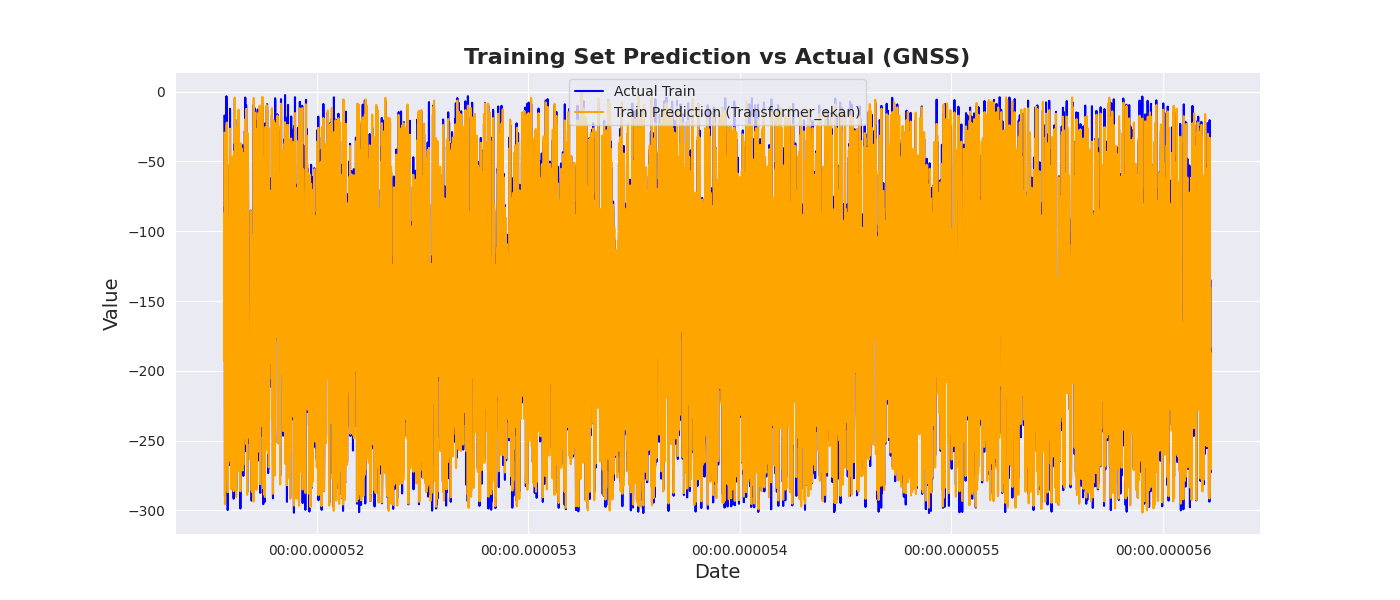 Training Set Prediction vs Actual (GNSS)
Actual Train
Train Prediction (Transformer_ekan)
Value
0
−50
−100
−150
−200
−250
−300
00:00.000052
00:00.000053
00:00.000054
00:00.000055
00:00.000056
Date